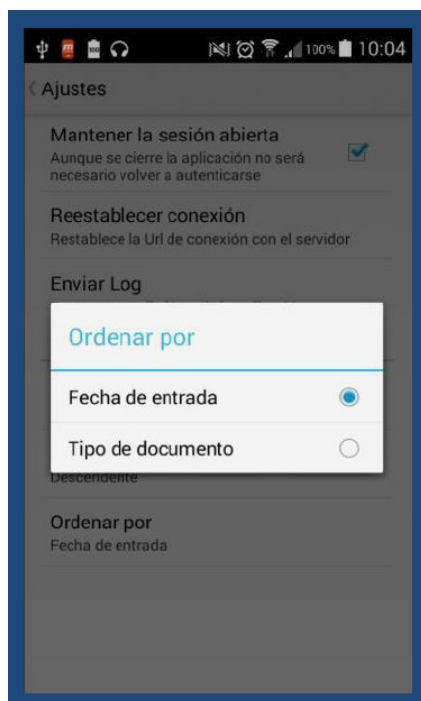 100% 10:04
Ajustes
Mantener la sesión abierta
Aunque se cierre la aplicación no será
necesario volver a autenticarse
Reestablecer conexión
Restablece la Url de conexión con el servidor
Enviar Log
Ordenar por
Fecha de entrada
Tipo de documento
Descendente
Ordenar por
Fecha de entrada